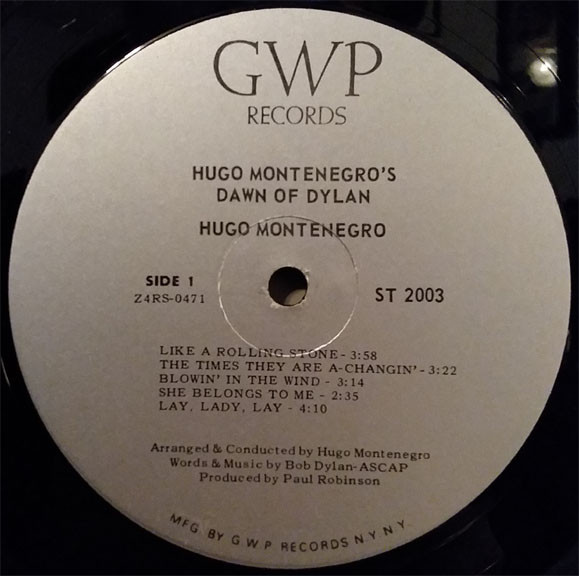 GWP
RECORDS
HUGO MONTENEGRO'S
DAWN OF DYLAN
HUGO MONTENEGRO
SIDE 1
Z4RS-0471
ST 2003
LIKE A ROLLING STONE - 3:58
THE TIMES THEY ARE A-CHANGIN' - 3:22
BLOWIN' IN THE WIND - 3:14
SHE BELONGS TO ME - 2:35
LAY, LADY, LAY - 4:10
Arranged & Conducted by Hugo Montenegro
Words & Music by Bob Dylan-ASCAP
Produced by Paul Robinson
MFG. BY G W P RECORDS N.Y. N.Y.